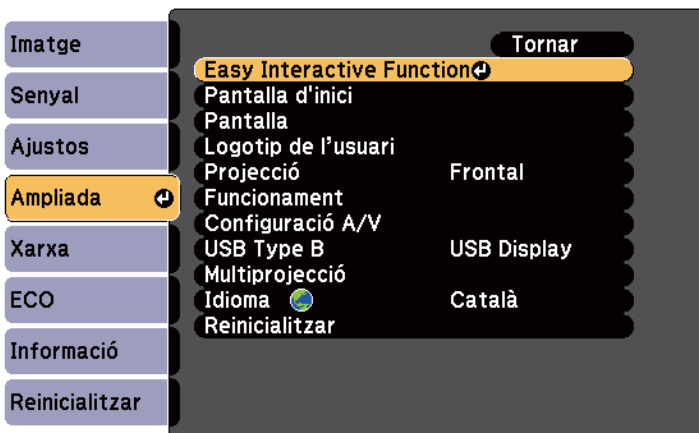 Imatge
Senyal
Ajustos
Ampliada
Xarxa
ECO
Informació
Reinicialitzar
Tornar
Easy Interactive Function
Pantalla d'inici
Pantalla
Logotip de l’usuari
Projecció Frontal
Funcionament
Configuració A/V
USB Type B USB Display
Multiprojecció
Idioma Català
Reinicialitzar